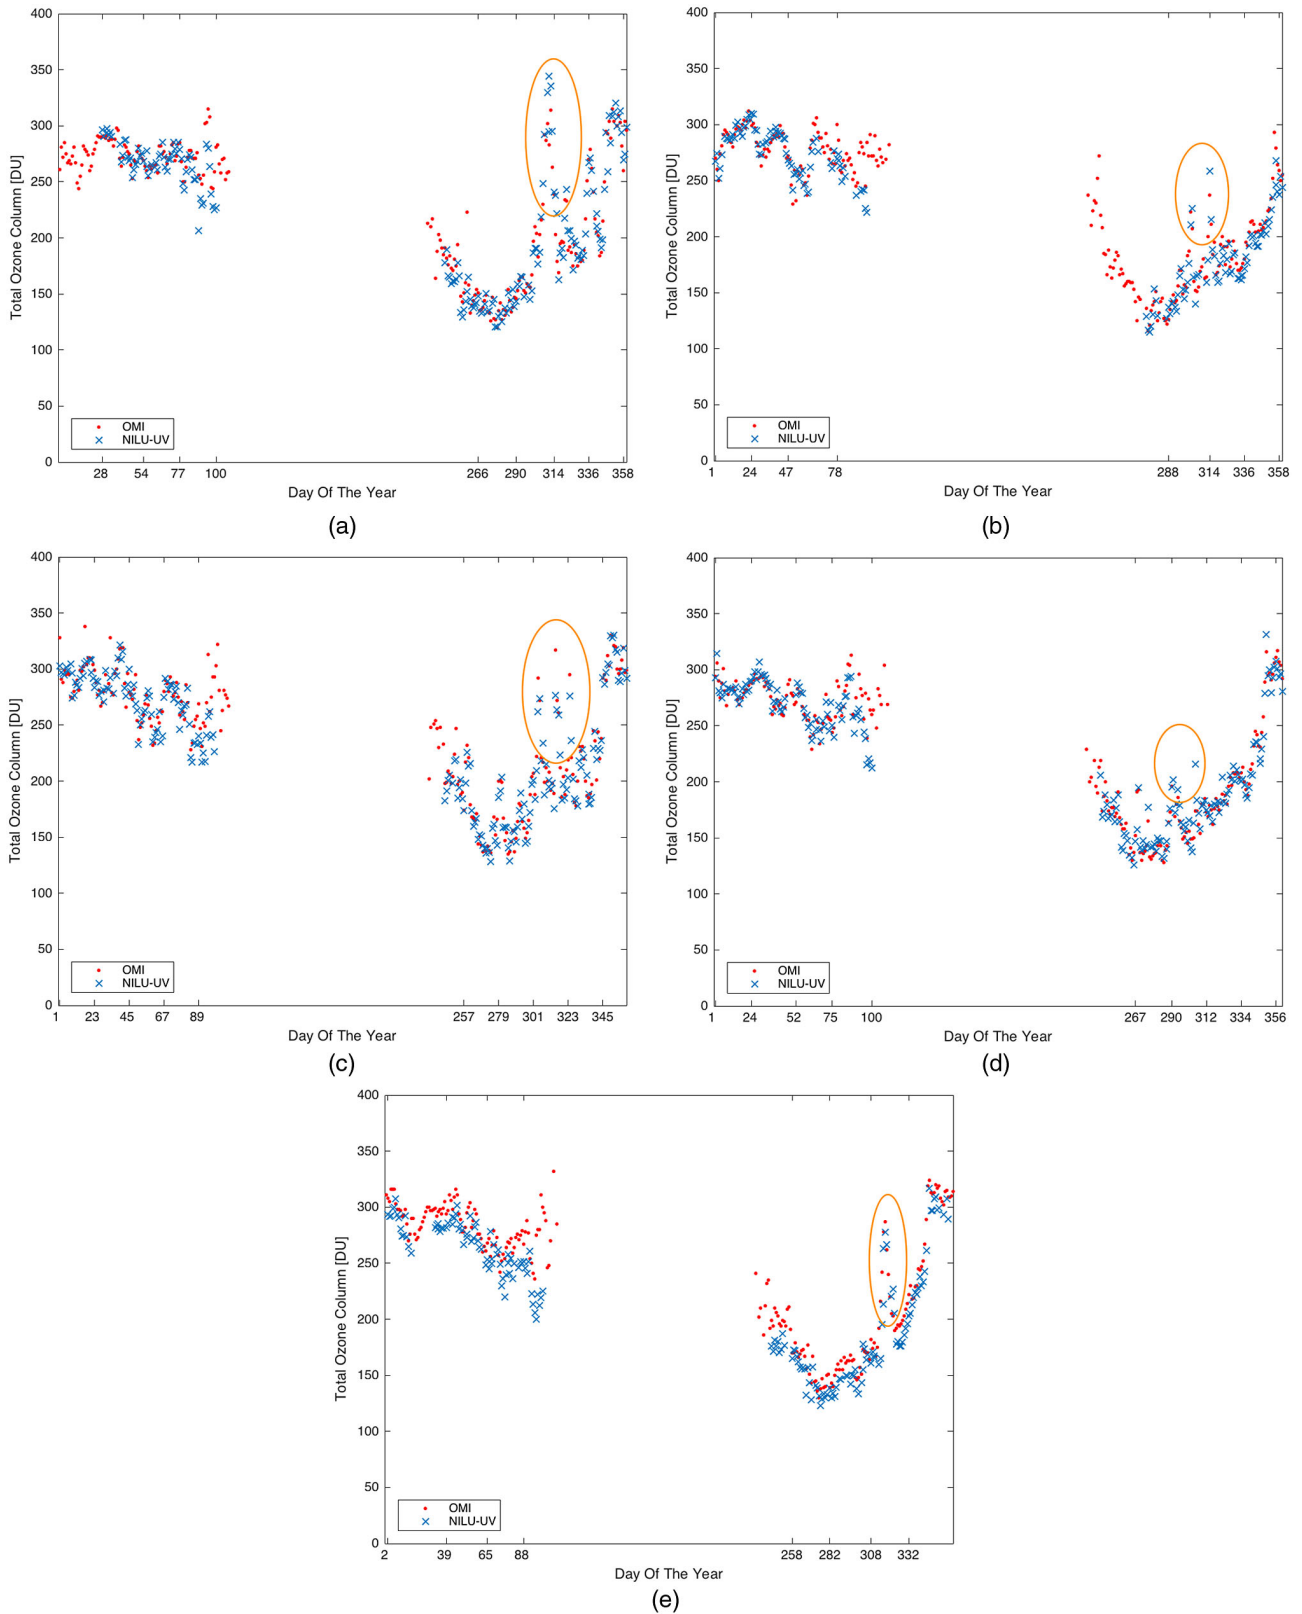 400
350
300
250
200
150
100
50
0
Total Ozone Column [DU]
OMI
NILU-UV
28 54 77 100 266 290 314 336 358
Day Of The Year
(a)
400
350
300
250
200
150
100
50
0
Total Ozone Column [DU]
OMI
NILU-UV
1 24 47 78 288 314 336 358
Day Of The Year
(b)
400
350
300
250
200
150
100
50
0
Total Ozone Column [DU]
OMI
NILU-UV
1 23 45 67 89 257 279 301 323 345
Day Of The Year
(c)
400
350
300
250
200
150
100
50
0
Total Ozone Column [DU]
OMI
NILU-UV
1 24 52 75 100 267 290 312 334 356
Day Of The Year
(d)
400
350
300
250
200
150
100
50
0
Total Ozone Column [DU]
OMI
NILU-UV
2 39 65 88 258 282 308 332
Day Of The Year
(e)